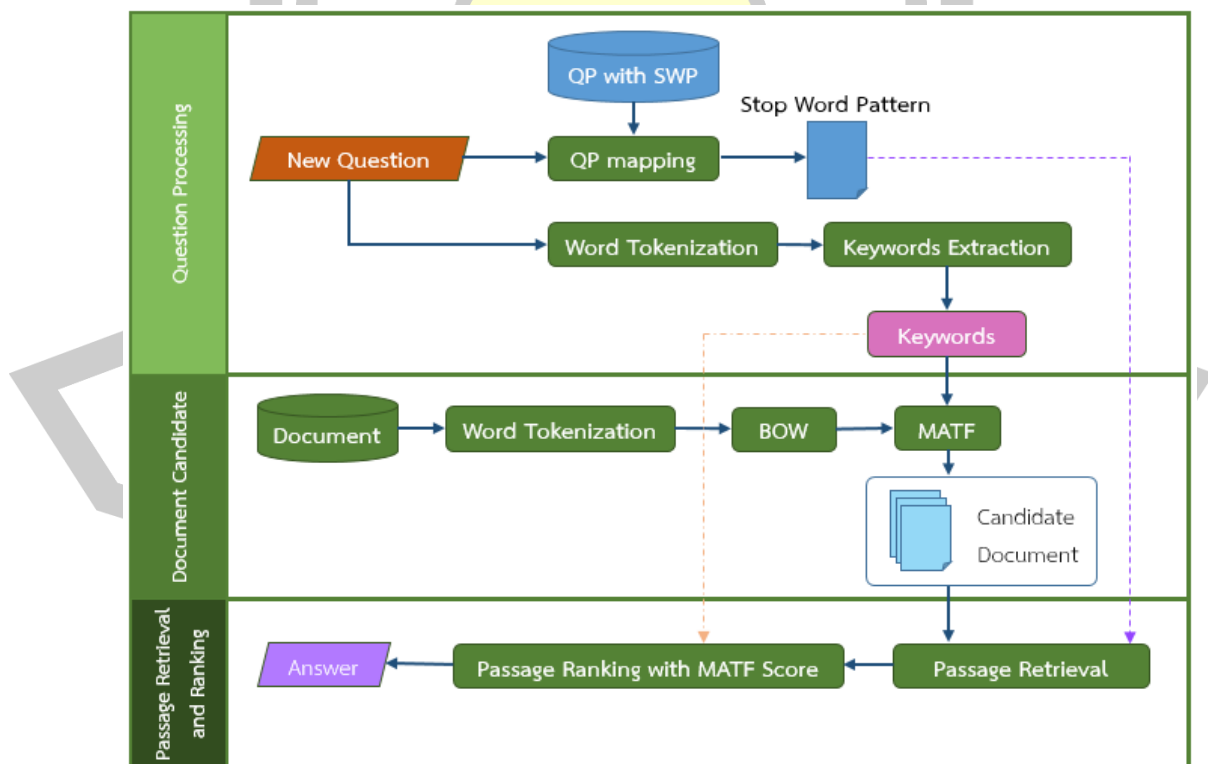 Question Processing
QP with SWP
Stop Word Pattern
New Question
QP mapping
Word Tokenization
Keywords Extraction
Keywords
Document Candidate
Document
Word Tokenization
BOW
MATF
Candidate
Document
Passage Retrieval
and Ranking
Answer
Passage Ranking with MATF Score
Passage Retrieval